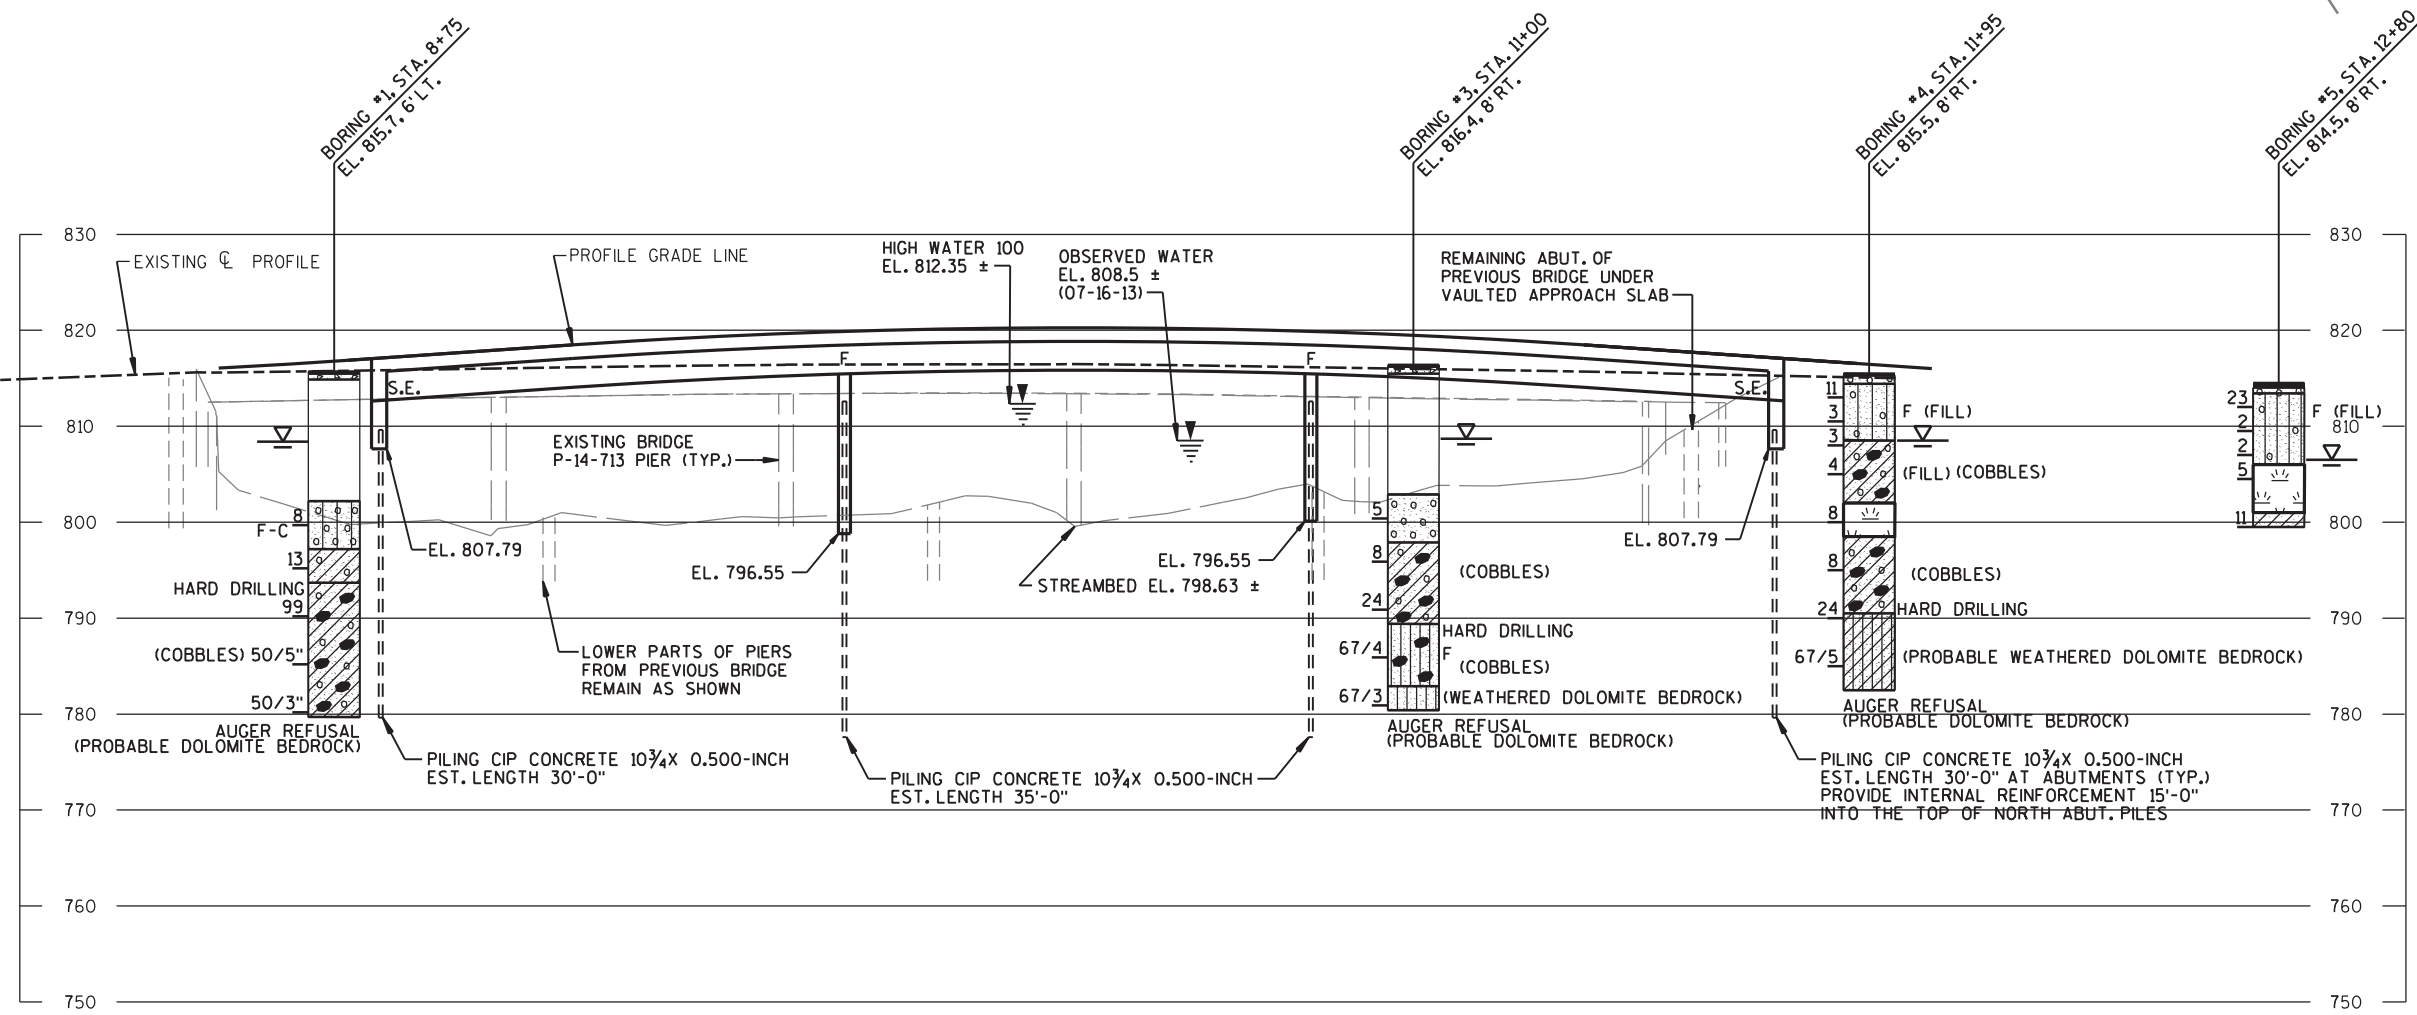 BORING #1, STA. 8+75
EL. 815.7, 6' LT.
BORING #3, STA. 11+00
EL. 816.4, 8' RT.
BORING #4, STA. 11+95
EL. 815.5, 8' RT.
BORING #5, STA. 12+80
EL. 814.5, 8' RT.
830
830
EXISTING ℄ PROFILE
PROFILE GRADE LINE
HIGH WATER 100
EL. 812.35 ±
OBSERVED WATER
EL. 808.5 ±
(07-16-13)
REMAINING ABUT. OF
PREVIOUS BRIDGE UNDER
VAULTED APPROACH SLAB
820
820
S.E.
F
F
S.E.
810
810
EXISTING BRIDGE
P-14-713 PIER (TYP.)
11
3
3
4
8
8
24
67/5
F (FILL)
(FILL) (COBBLES)
(COBBLES)
HARD DRILLING
(PROBABLE WEATHERED DOLOMITE BEDROCK)
AUGER REFUSAL
(PROBABLE DOLOMITE BEDROCK)
23
2
2
5
11
F (FILL)
800
800
8
F-C
13
HARD DRILLING
99
(COBBLES) 50/5"
50/3"
AUGER REFUSAL
(PROBABLE DOLOMITE BEDROCK)
EL. 807.79
EL. 796.55
EL. 796.55
STREAMBED EL. 798.63 ±
EL. 807.79
5
8
24
67/4
67/3
(COBBLES)
HARD DRILLING
F
(COBBLES)
(WEATHERED DOLOMITE BEDROCK)
AUGER REFUSAL
(PROBABLE DOLOMITE BEDROCK)
790
790
LOWER PARTS OF PIERS
FROM PREVIOUS BRIDGE
REMAIN AS SHOWN
780
780
PILING CIP CONCRETE 10¾ X 0.500-INCH
EST. LENGTH 30'-0"
PILING CIP CONCRETE 10¾ X 0.500-INCH
EST. LENGTH 35'-0"
PILING CIP CONCRETE 10¾ X 0.500-INCH
EST. LENGTH 30'-0" AT ABUTMENTS (TYP.)
PROVIDE INTERNAL REINFORCEMENT 15'-0"
INTO THE TOP OF NORTH ABUT. PILES
770
770
760
760
750
750